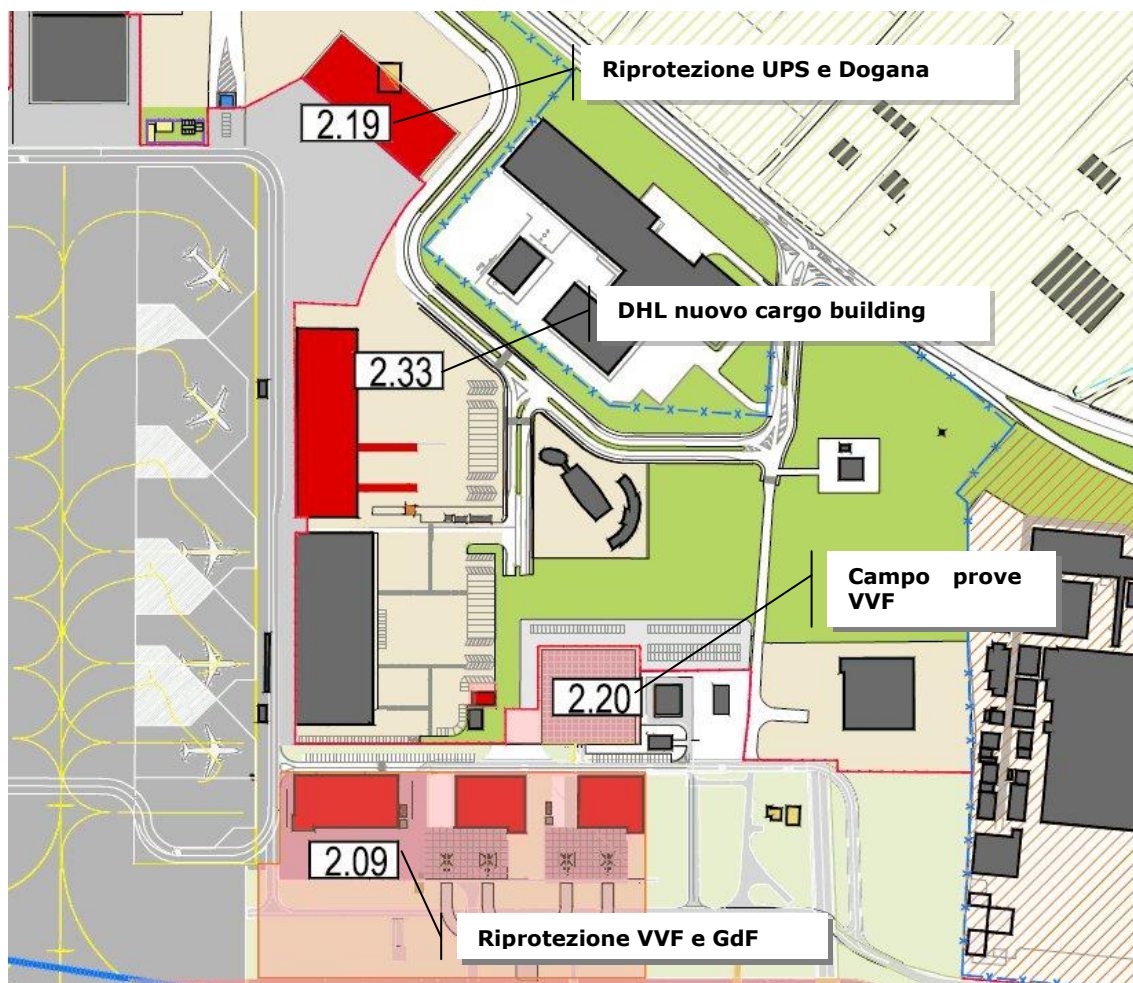 Riprotezione UPS e Dogana
2.19
DHL nuovo cargo building
2.33
Campo prove
VVF
2.20
2.09
Riprotezione VVF e GdF